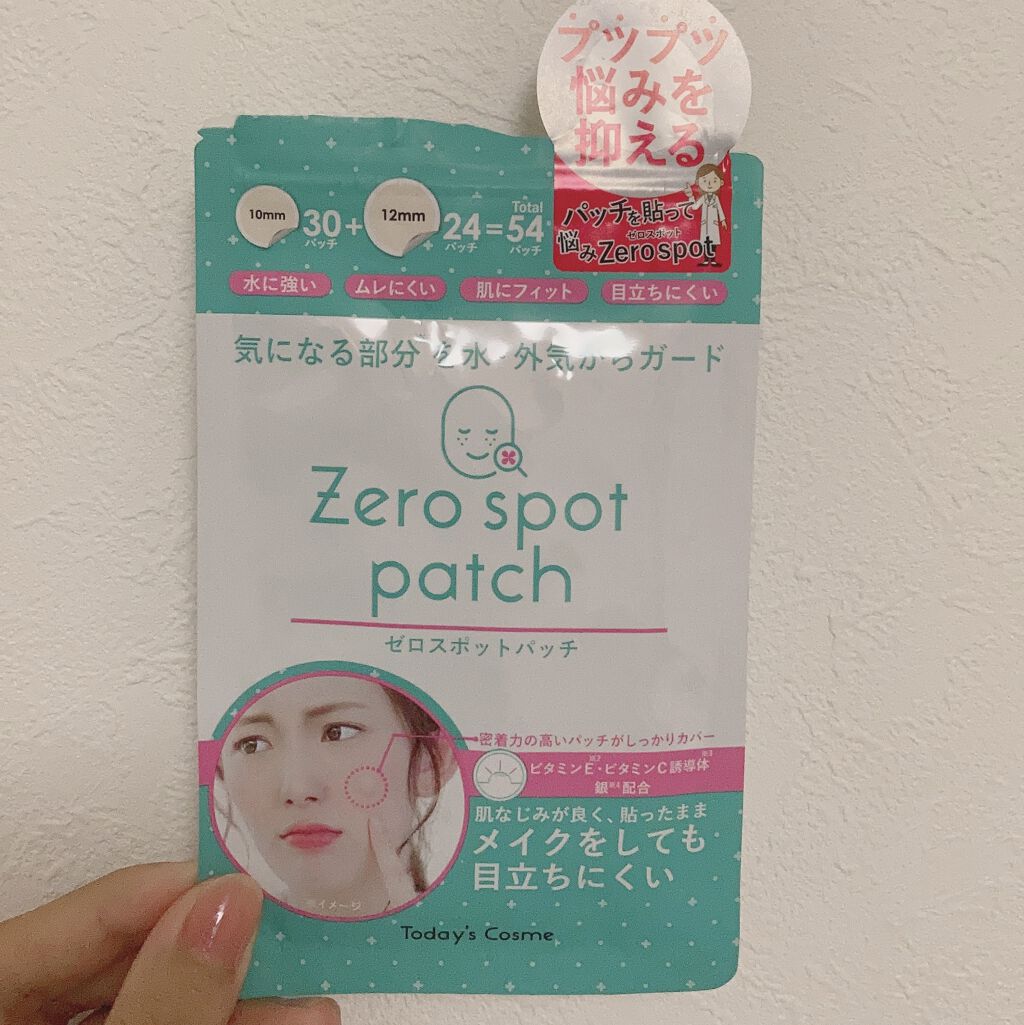 プツプツ
悩みを
抑える
パッチを貼って
ゼロスポット
悩みZerospot
10mm
30
パッチ
+
12mm
24
パッチ
=
Total
54
パッチ
水に強い
ムレにくい
肌にフィット
目立ちにくい
気になる部分を水・外気からガード
Zero spot
patch
ゼロスポットパッチ
密着力の高いパッチがしっかりカバー
ビタミンE※2・ビタミンC誘導体※3
銀※4配合
肌なじみが良く、貼ったまま
メイクをしても
目立ちにくい
※イメージ
Today's Cosme